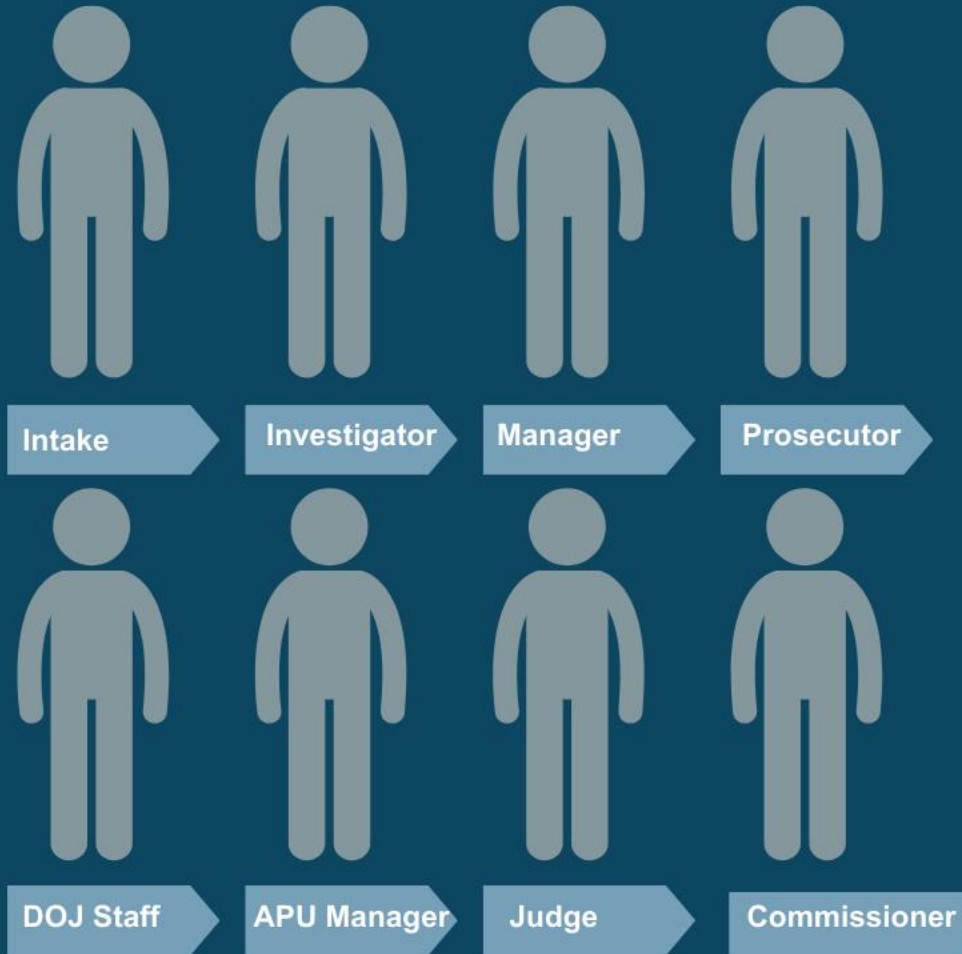 Intake
Investigator
Manager
Prosecutor
DOJ Staff
APU Manager
Judge
Commissioner